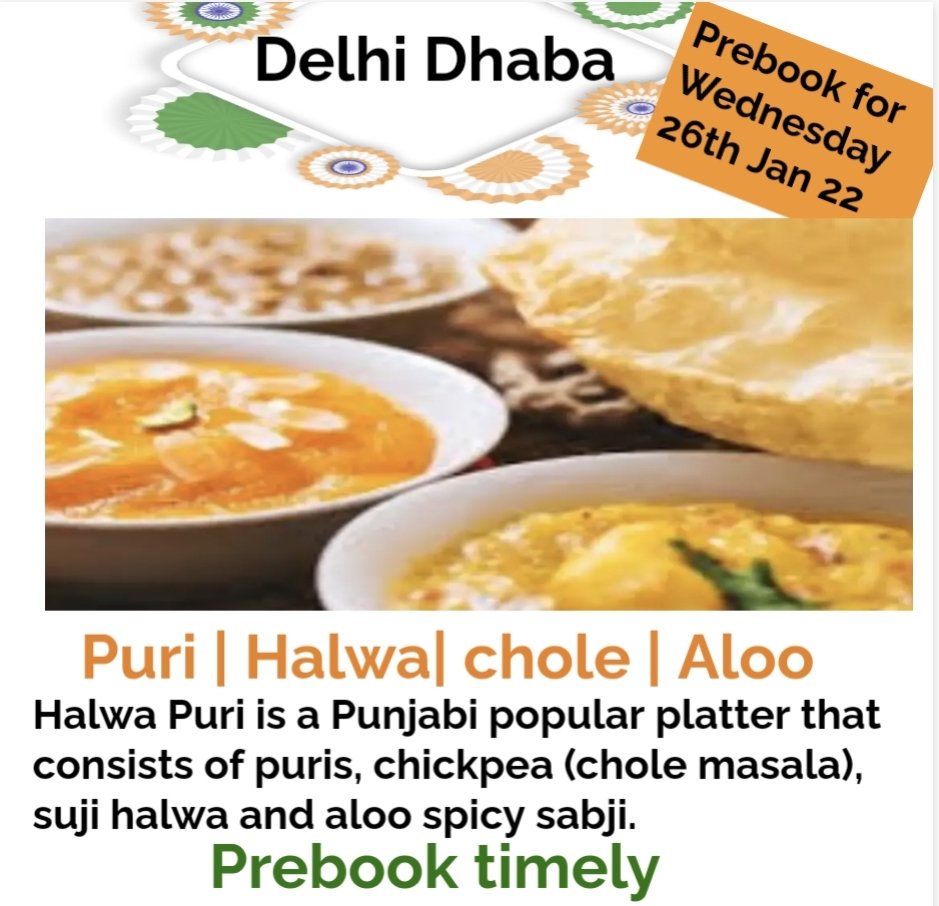 Delhi Dhaba
Prebook for
Wednesday
26th Jan 22
Puri | Halwa| chole | Aloo
Halwa Puri is a Punjabi popular platter that
consists of puris, chickpea (chole masala),
suji halwa and aloo spicy sabji.
Prebook timely